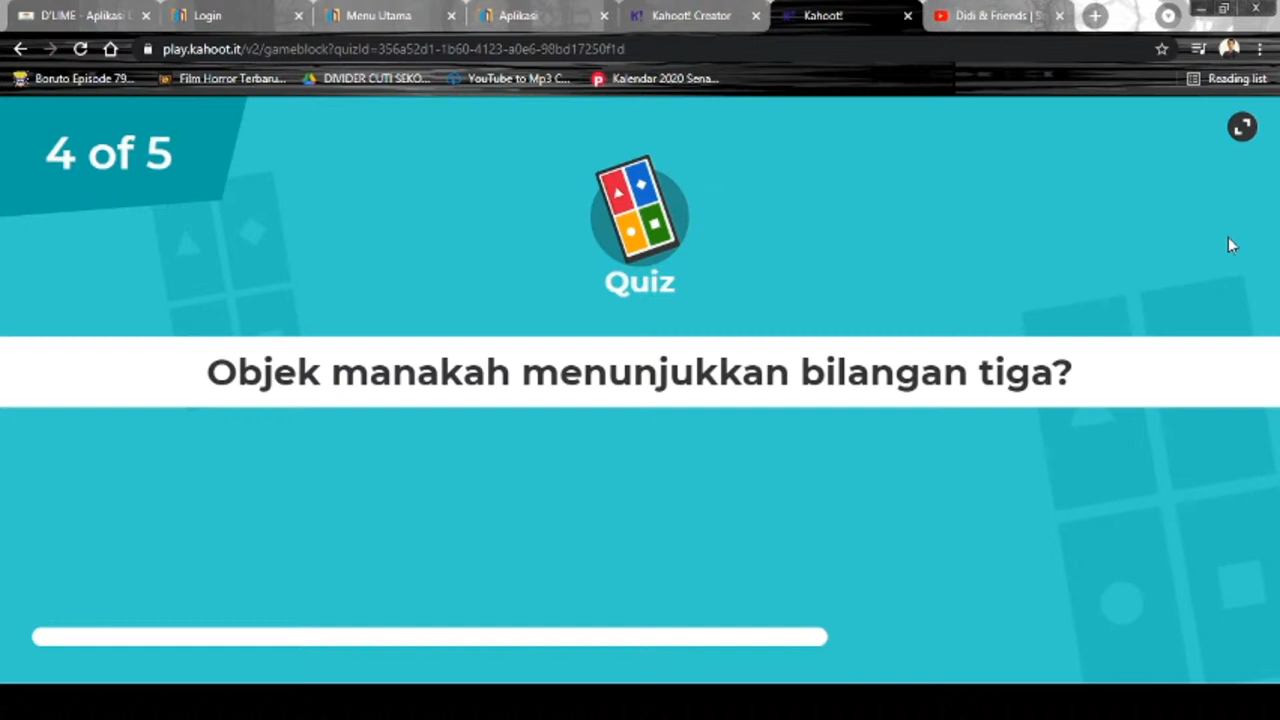 D'LIME - Aplikasi L
Login
Menu Utama
Aplikasi
Kahoot! Creator
Kahoot!
Didi & Friends | S
play.kahoot.it/v2/gameblock?quizId=356a52d1-1b60-4123-a0e6-98bd17250f1d
Boruto Episode 79...
Film Horror Terbaru...
DIVIDER CUTI SEKO...
YouTube to Mp3 C...
Kalendar 2020 Sena...
Reading list
4 of 5
Quiz
Objek manakah menunjukkan bilangan tiga?